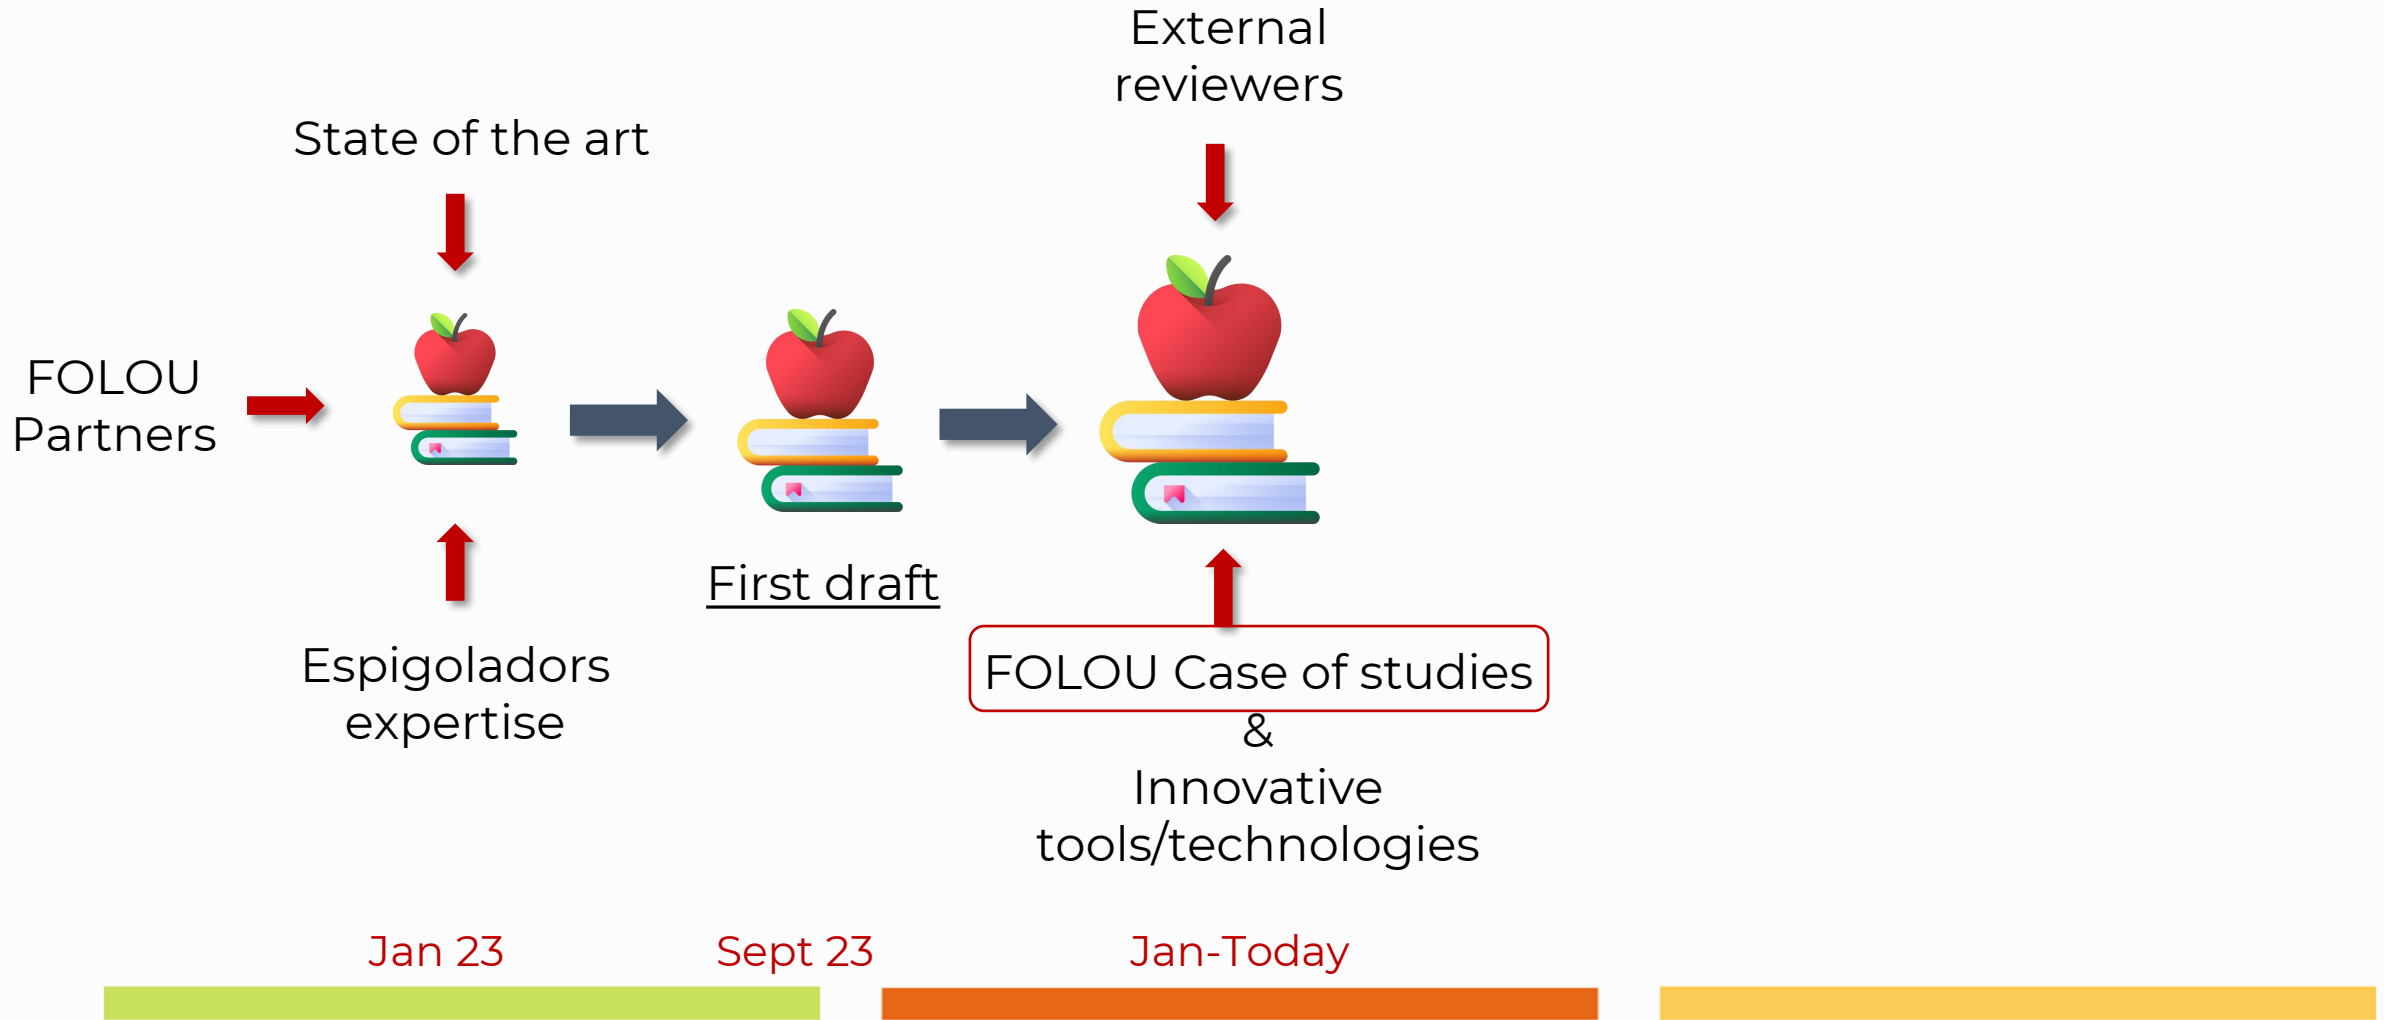 External
reviewers
State of the art
FOLOU
Partners
First draft
Espigoladors
expertise
FOLOU Case of studies
&
Innovative
tools/technologies
Jan 23
Sept 23
Jan-Today